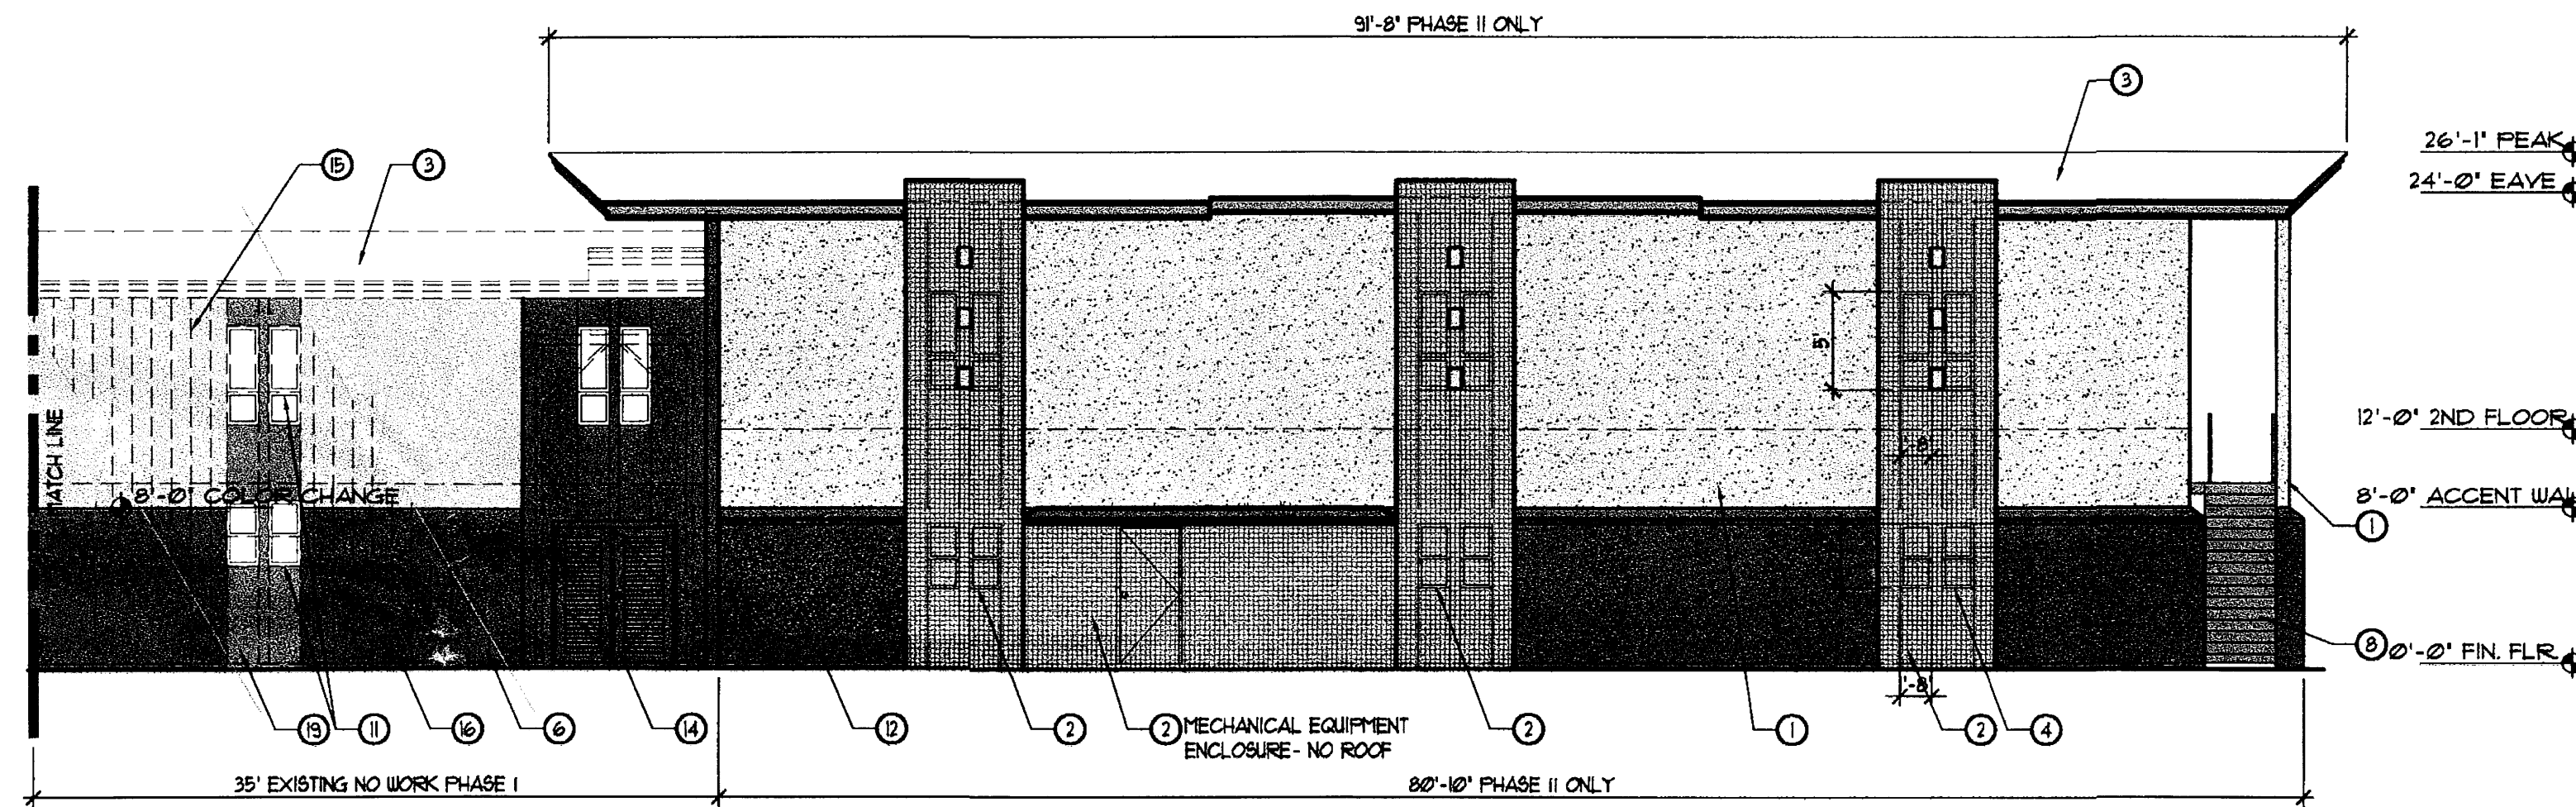 91'-8" PHASE II ONLY
3
15
3
26'-1" PEAK
24'-0" EAVE
5'
12'-0" 2ND FLOOR
MATCH LINE
8'-0" COLOR CHANGE
'-8"
8'-0" ACCENT WAL
1
8
0'-0" FIN. FLR.
'-8"
19
11
16
6
14
12
2
2
MECHANICAL EQUIPMENT
ENCLOSURE- NO ROOF
2
1
2
4
35' EXISTING NO WORK PHASE I
80'-10" PHASE II ONLY